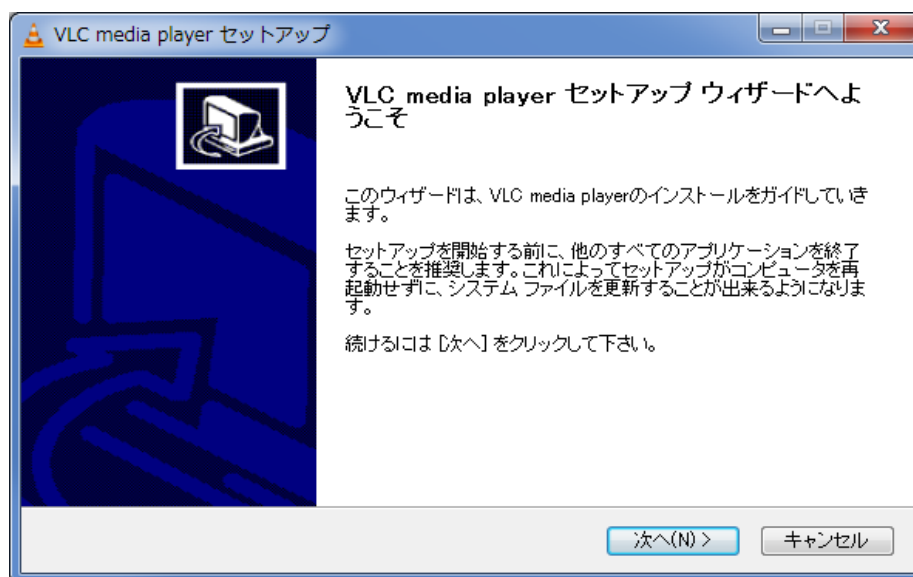 VLC media player セットアップ
VLC media player セットアップ ウィザードへよ
うこそ
このウィザードは、VLC media playerのインストールをガイドしていき
ます。
セットアップを開始する前に、他のすべてのアプリケーションを終了
することを推奨します。これによってセットアップがコンピュータを再
起動せずに、システム ファイルを更新することが出来るようになりま
す。
続けるには [次へ] をクリックして下さい。
次へ(N) >
キャンセル